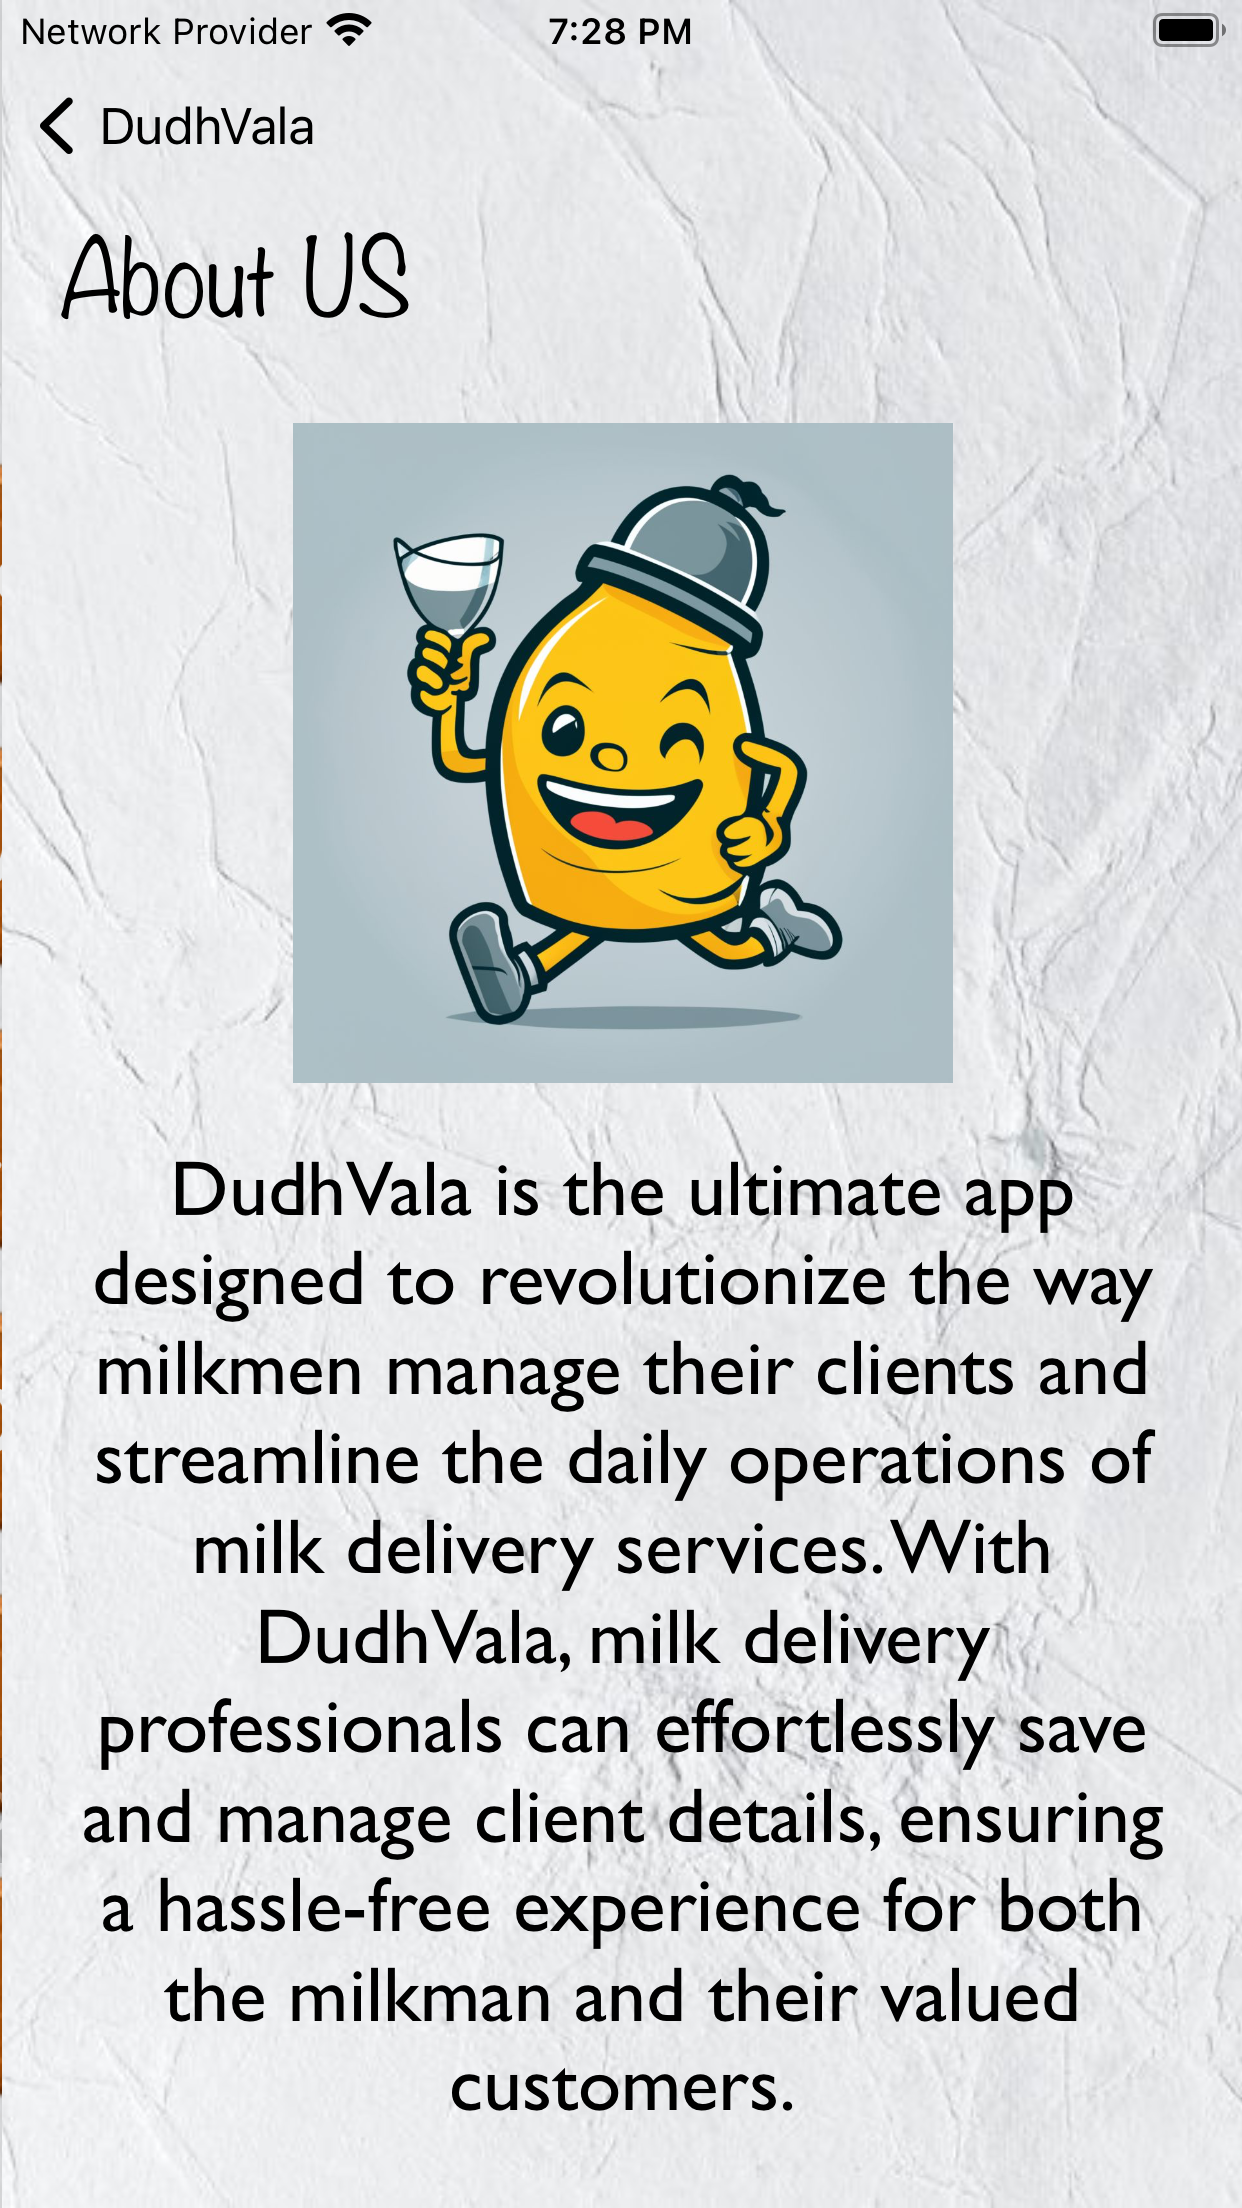 Network Provider 7:28 PM
DudhVala
About US
DudhVala is the ultimate app
designed to revolutionize the way
milkmen manage their clients and
streamline the daily operations of
milk delivery services. With
DudhVala, milk delivery
professionals can effortlessly save
and manage client details, ensuring
a hassle-free experience for both
the milkman and their valued
customers.